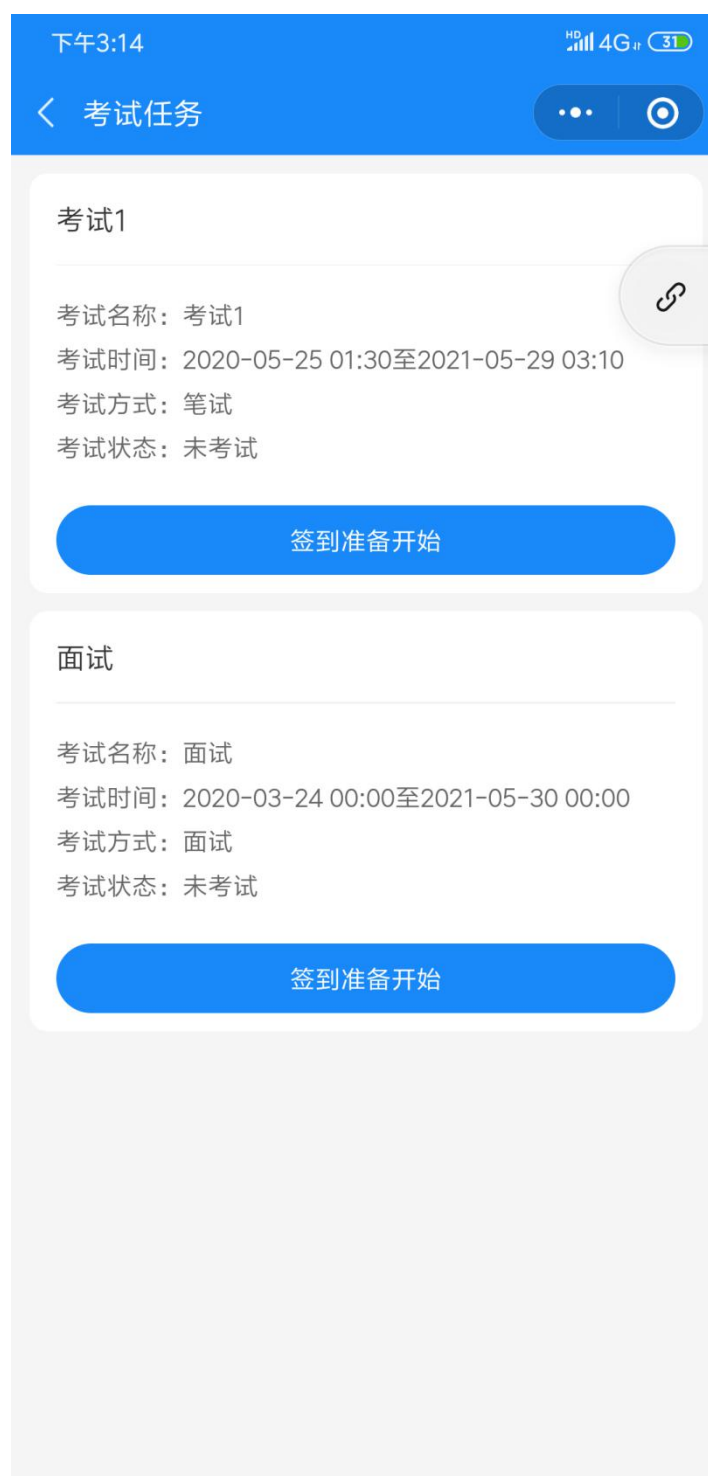 下午3:14
HD 4G 31
考试任务
考试1
考试名称：考试1
考试时间：2020-05-25 01:30至2021-05-29 03:10
考试方式：笔试
考试状态：未考试
签到准备开始
面试
考试名称：面试
考试时间：2020-03-24 00:00至2021-05-30 00:00
考试方式：面试
考试状态：未考试
签到准备开始